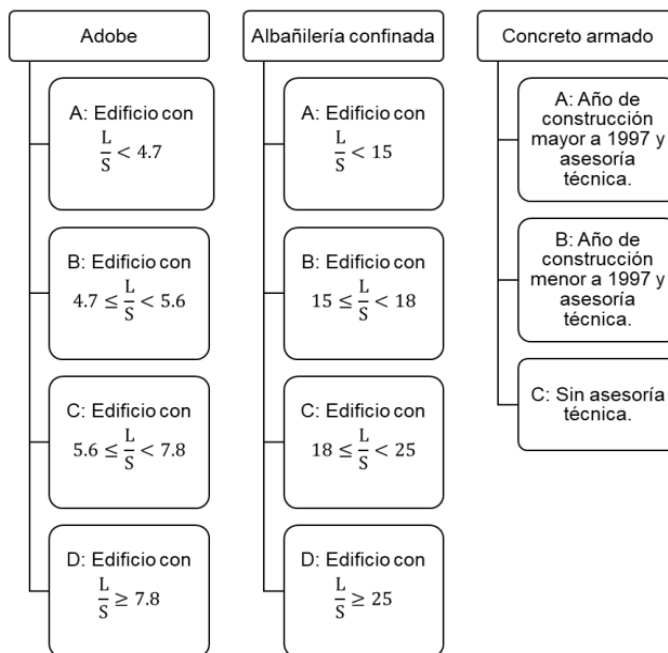 Adobe
A: Edificio con
L/S < 4.7
B: Edificio con
4.7 ≤ L/S < 5.6
C: Edificio con
5.6 ≤ L/S < 7.8
D: Edificio con
L/S ≥ 7.8
Albañilería confinada
A: Edificio con
L/S < 15
B: Edificio con
15 ≤ L/S < 18
C: Edificio con
18 ≤ L/S < 25
D: Edificio con
L/S ≥ 25
Concreto armado
A: Año de
construcción
mayor a 1997 y
asesoría
técnica.
B: Año de
construcción
menor a 1997 y
asesoría
técnica.
C: Sin asesoría
técnica.